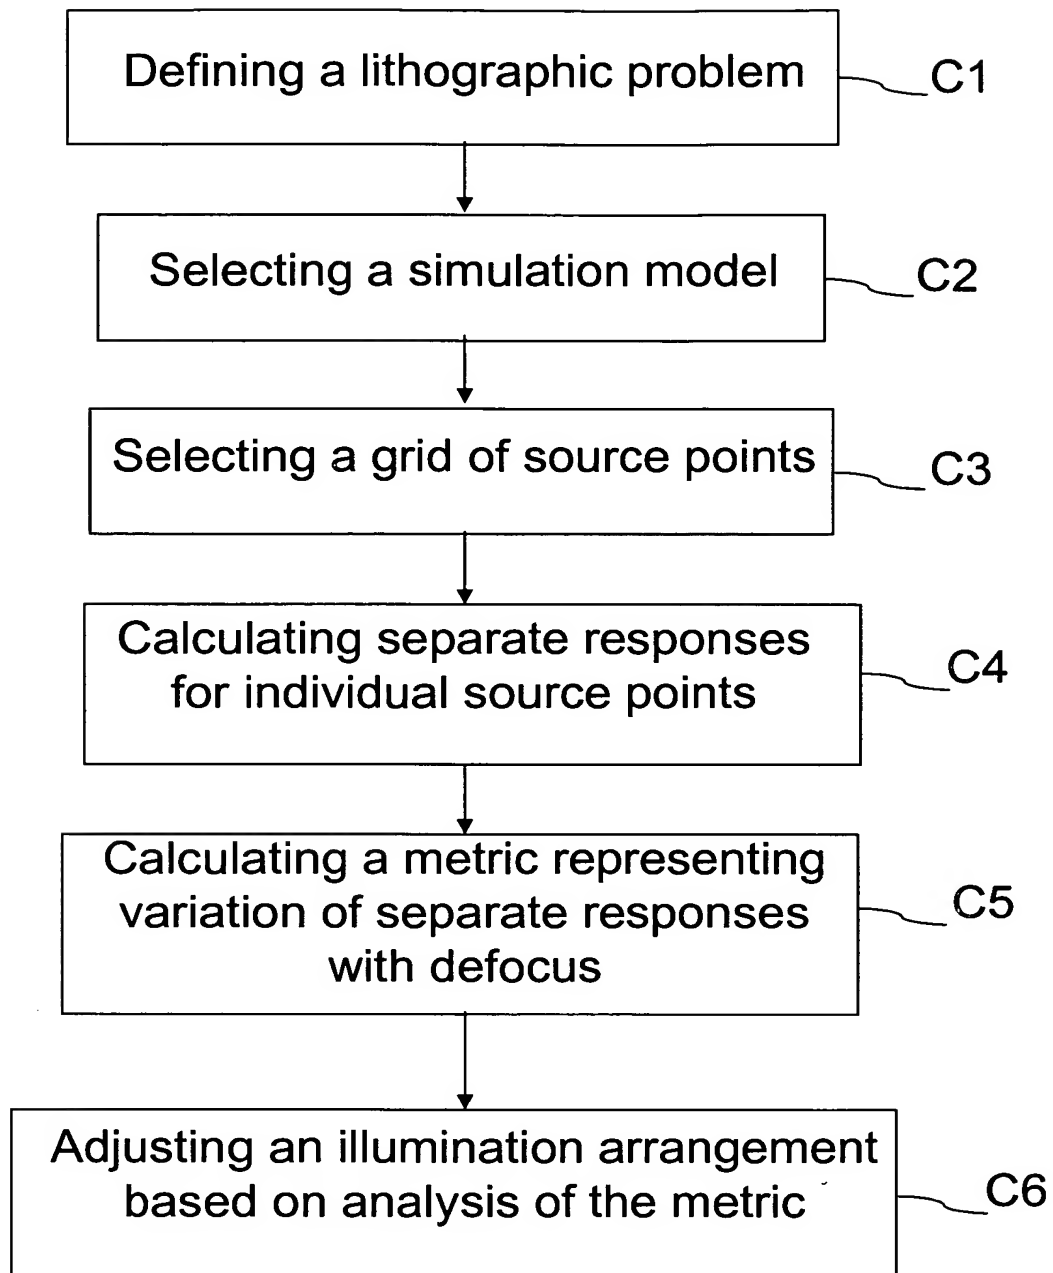 Defining a lithographic problem
C1
Selecting a simulation model
C2
Selecting a grid of source points
C3
Calculating separate responses
for individual source points
C4
Calculating a metric representing
variation of separate responses
with defocus
C5
Adjusting an illumination arrangement
based on analysis of the metric
C6